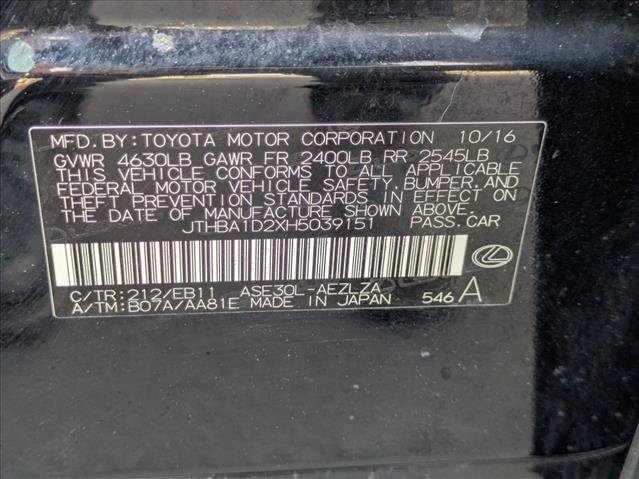 MFD. BY: TOYOTA MOTOR CORPORATION 10/16
GVWR 4630LB GAWR FR 2400LB RR 2545LB
THIS VEHICLE CONFORMS TO ALL APPLICABLE
FEDERAL MOTOR VEHICLE SAFETY, BUMPER, AND
THEFT PREVENTION STANDARDS IN EFFECT ON
THE DATE OF MANUFACTURE SHOWN ABOVE.
JTHBA1D2XH5039151 PASS. CAR
C/TR: 212/EB11 ASE30L-AEZLZA
A/TM: B07A/AA81E MADE IN JAPAN 546 A